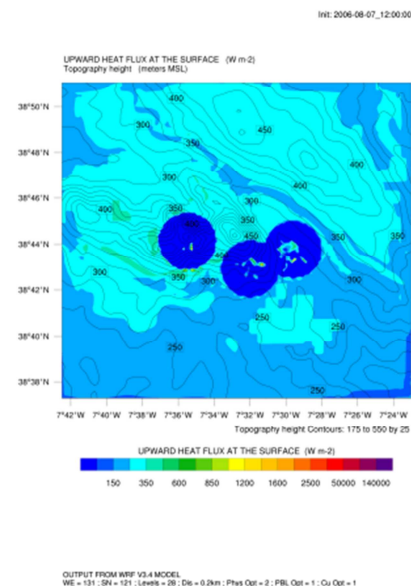 Init: 2006-08-07_12:00:00
UPWARD HEAT FLUX AT THE SURFACE (W m-2)
Topography height (meters MSL)
38°50'N
38°48'N
38°46'N
38°44'N
38°42'N
38°40'N
38°38'N
400
300
450
350
400
300
400
300
350
400
350
450
350
350
300
350
300
300
250
250
250
250
7°42'W 7°40'W 7°38'W 7°36'W 7°34'W 7°32'W 7°30'W 7°28'W
Topography height Contours: 175 to 550 by 25
UPWARD HEAT FLUX AT THE SURFACE (W m-2)
150 350 600 850 1200 1600 2500 50000 140000
OUTPUT FROM WRF V3.4 MODEL
WE = 131 ; SN = 121 ; Levels = 28 ; Dis = 0.2km ; Phys Opt = 2 ; PBL Opt = 1 ; Cu Opt = 1